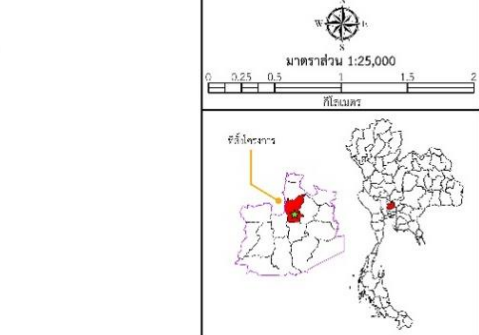 N
W E
S
มาตราส่วน 1:25,000
0 0.25 0.5 1 1.5 2
กิโลเมตร
ที่ตั้งโครงการ